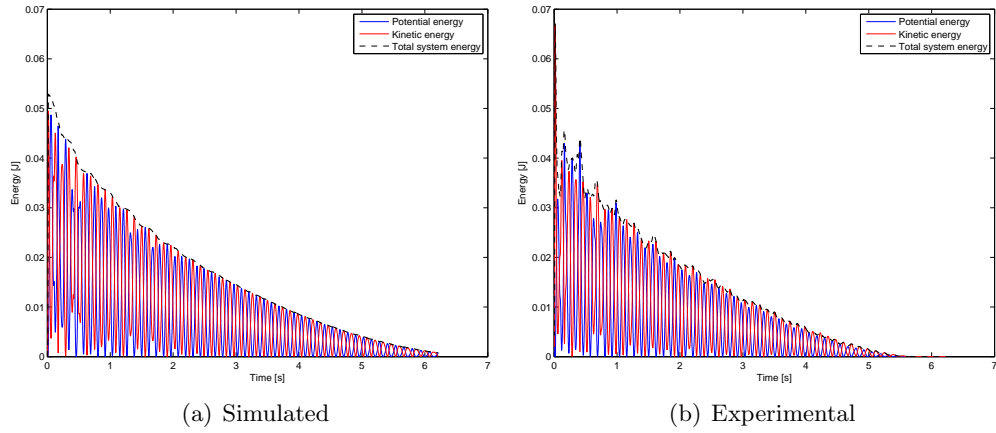 0.07
0.06
0.05
0.04
0.03
0.02
0.01
0
Energy [J]
0 1 2 3 4 5 6 7
Time [s]
Potential energy
Kinetic energy
Total system energy
(a) Simulated
0.07
0.06
0.05
0.04
0.03
0.02
0.01
0
Energy [J]
0 1 2 3 4 5 6 7
Time [s]
Potential energy
Kinetic energy
Total system energy
(b) Experimental